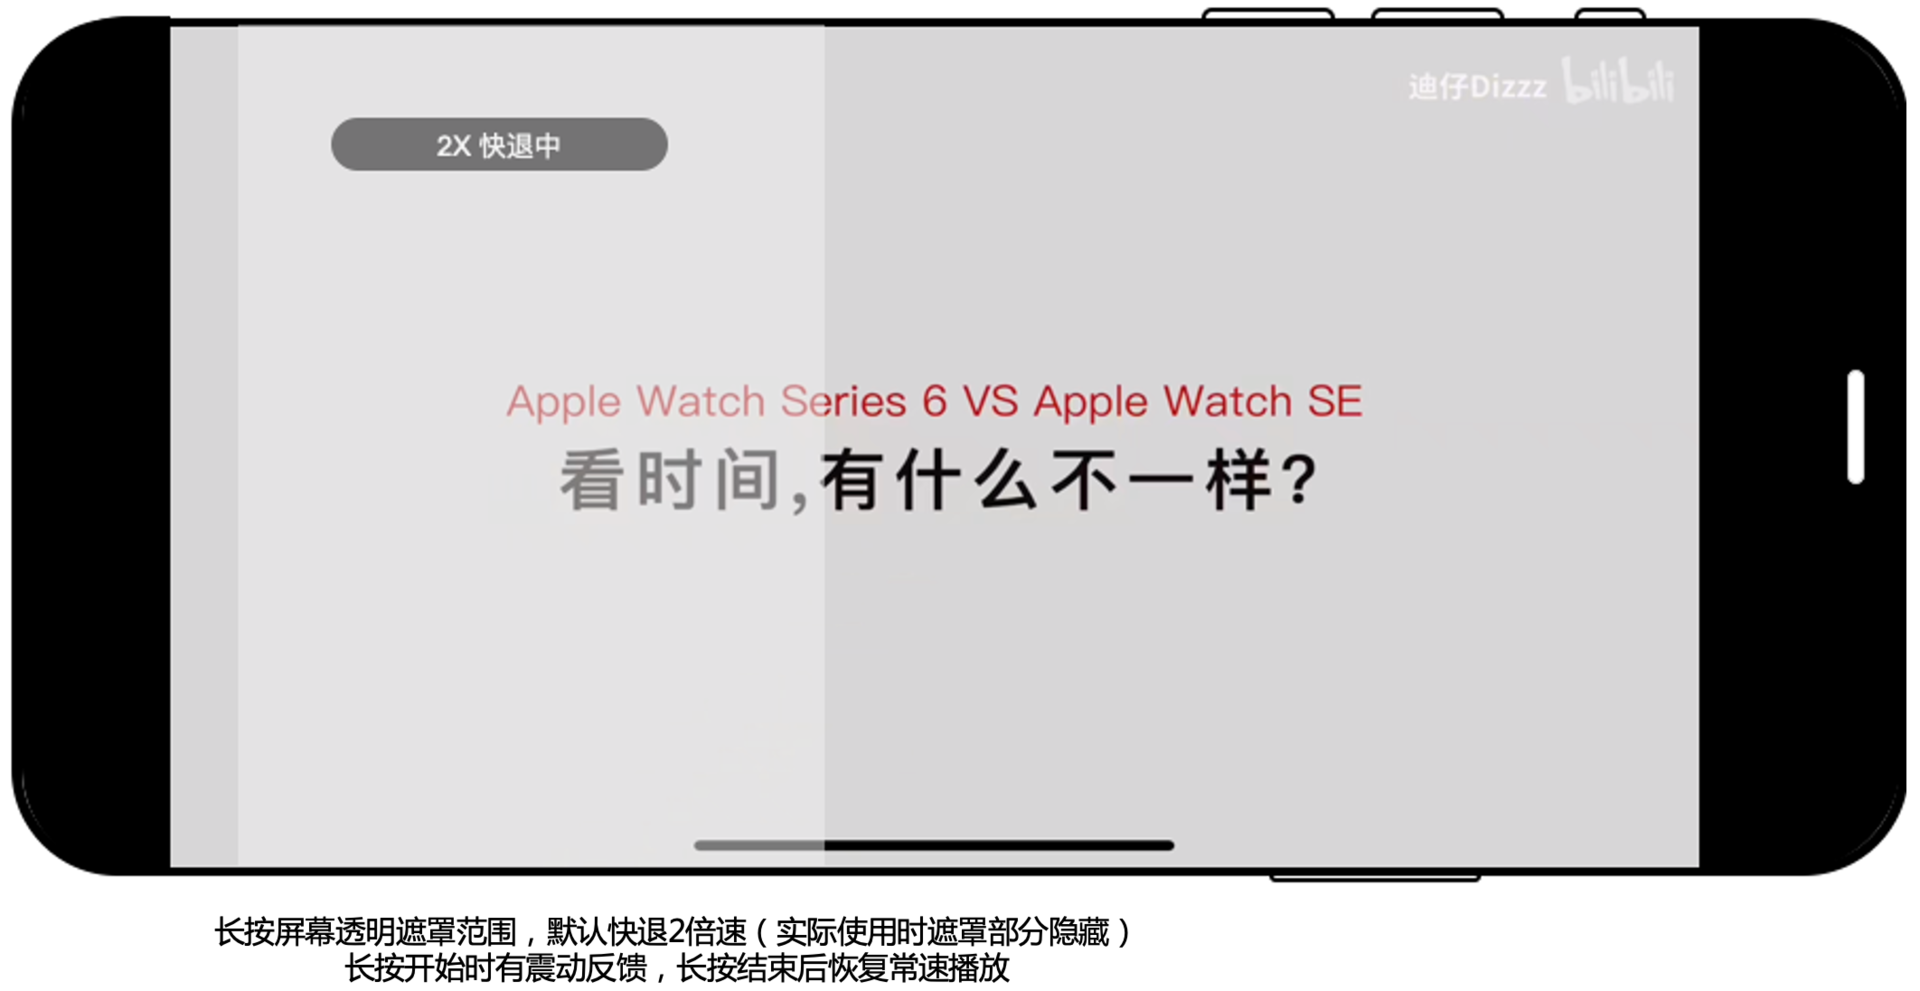 迪仔Dizzz bilibili
2X 快退中
Apple Watch Series 6 VS Apple Watch SE
看时间,有什么不一样?
长按屏幕透明遮罩范围，默认快退2倍速（实际使用时遮罩部分隐藏）
长按开始时有震动反馈，长按结束后恢复常速播放